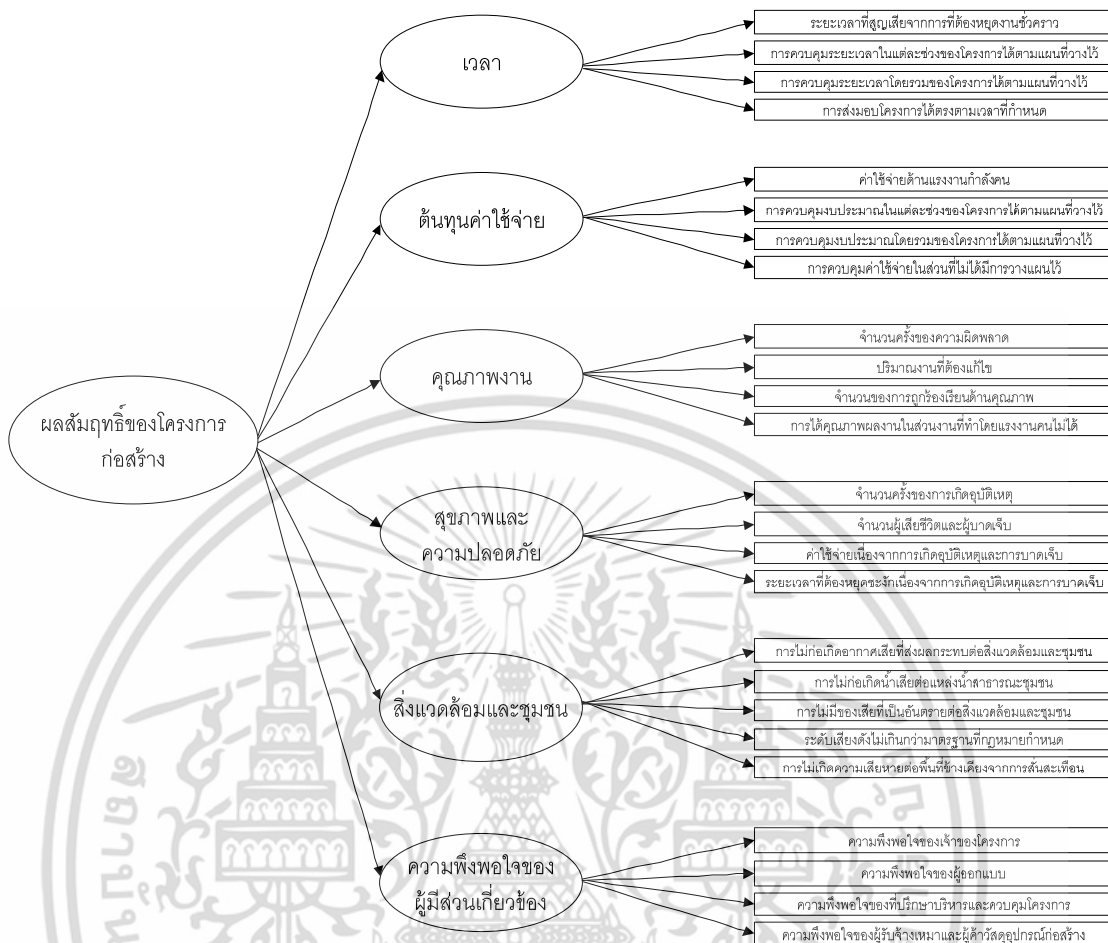 ระยะเวลาที่สูญเสียจากการที่ต้องหยุดงานชั่วคราว
เวลา
การควบคุมระยะเวลาในแต่ละช่วงของโครงการได้ตามแผนที่วางไว้
การควบคุมระยะเวลาโดยรวมของโครงการได้ตามแผนที่วางไว้
การส่งมอบโครงการได้ตรงตามเวลาที่กำหนด
ค่าใช้จ่ายด้านแรงงานกำลังคน
ต้นทุนค่าใช้จ่าย
การควบคุมงบประมาณในแต่ละช่วงของโครงการได้ตามแผนที่วางไว้
การควบคุมงบประมาณโดยรวมของโครงการได้ตามแผนที่วางไว้
การควบคุมค่าใช้จ่ายในส่วนที่ไม่ได้มีการวางแผนไว้
จำนวนครั้งของความผิดพลาด
คุณภาพงาน
ปริมาณงานที่ต้องแก้ไข
จำนวนของการถูกร้องเรียนด้านคุณภาพ
การได้คุณภาพผลงานในส่วนงานที่ทำโดยแรงงานคนไม่ได้
ผลสัมฤทธิ์ของโครงการ
ก่อสร้าง
จำนวนครั้งของการเกิดอุบัติเหตุ
สุขภาพและ
ความปลอดภัย
จำนวนผู้เสียชีวิตและผู้บาดเจ็บ
ค่าใช้จ่ายเนื่องจากการเกิดอุบัติเหตุและการบาดเจ็บ
ระยะเวลาที่ต้องหยุดชะงักเนื่องจากการเกิดอุบัติเหตุและการบาดเจ็บ
การไม่ก่อเกิดอากาศเสียที่ส่งผลกระทบต่อสิ่งแวดล้อมและชุมชน
การไม่ก่อเกิดน้ำเสียต่อแหล่งน้ำสาธารณะชุมชน
สิ่งแวดล้อมและชุมชน
การไม่มีของเสียที่เป็นอันตรายต่อสิ่งแวดล้อมและชุมชน
ระดับเสียงดังไม่เกินกว่ามาตรฐานที่กฎหมายกำหนด
การไม่เกิดความเสียหายต่อพื้นที่ข้างเคียงจากการสั่นสะเทือน
ความพึงพอใจของเจ้าของโครงการ
ความพึงพอใจของ
ผู้มีส่วนเกี่ยวข้อง
ความพึงพอใจของผู้ออกแบบ
ความพึงพอใจของที่ปรึกษาบริหารและควบคุมโครงการ
ความพึงพอใจของผู้รับจ้างเหมาและผู้ค้าวัสดุอุปกรณ์ก่อสร้าง